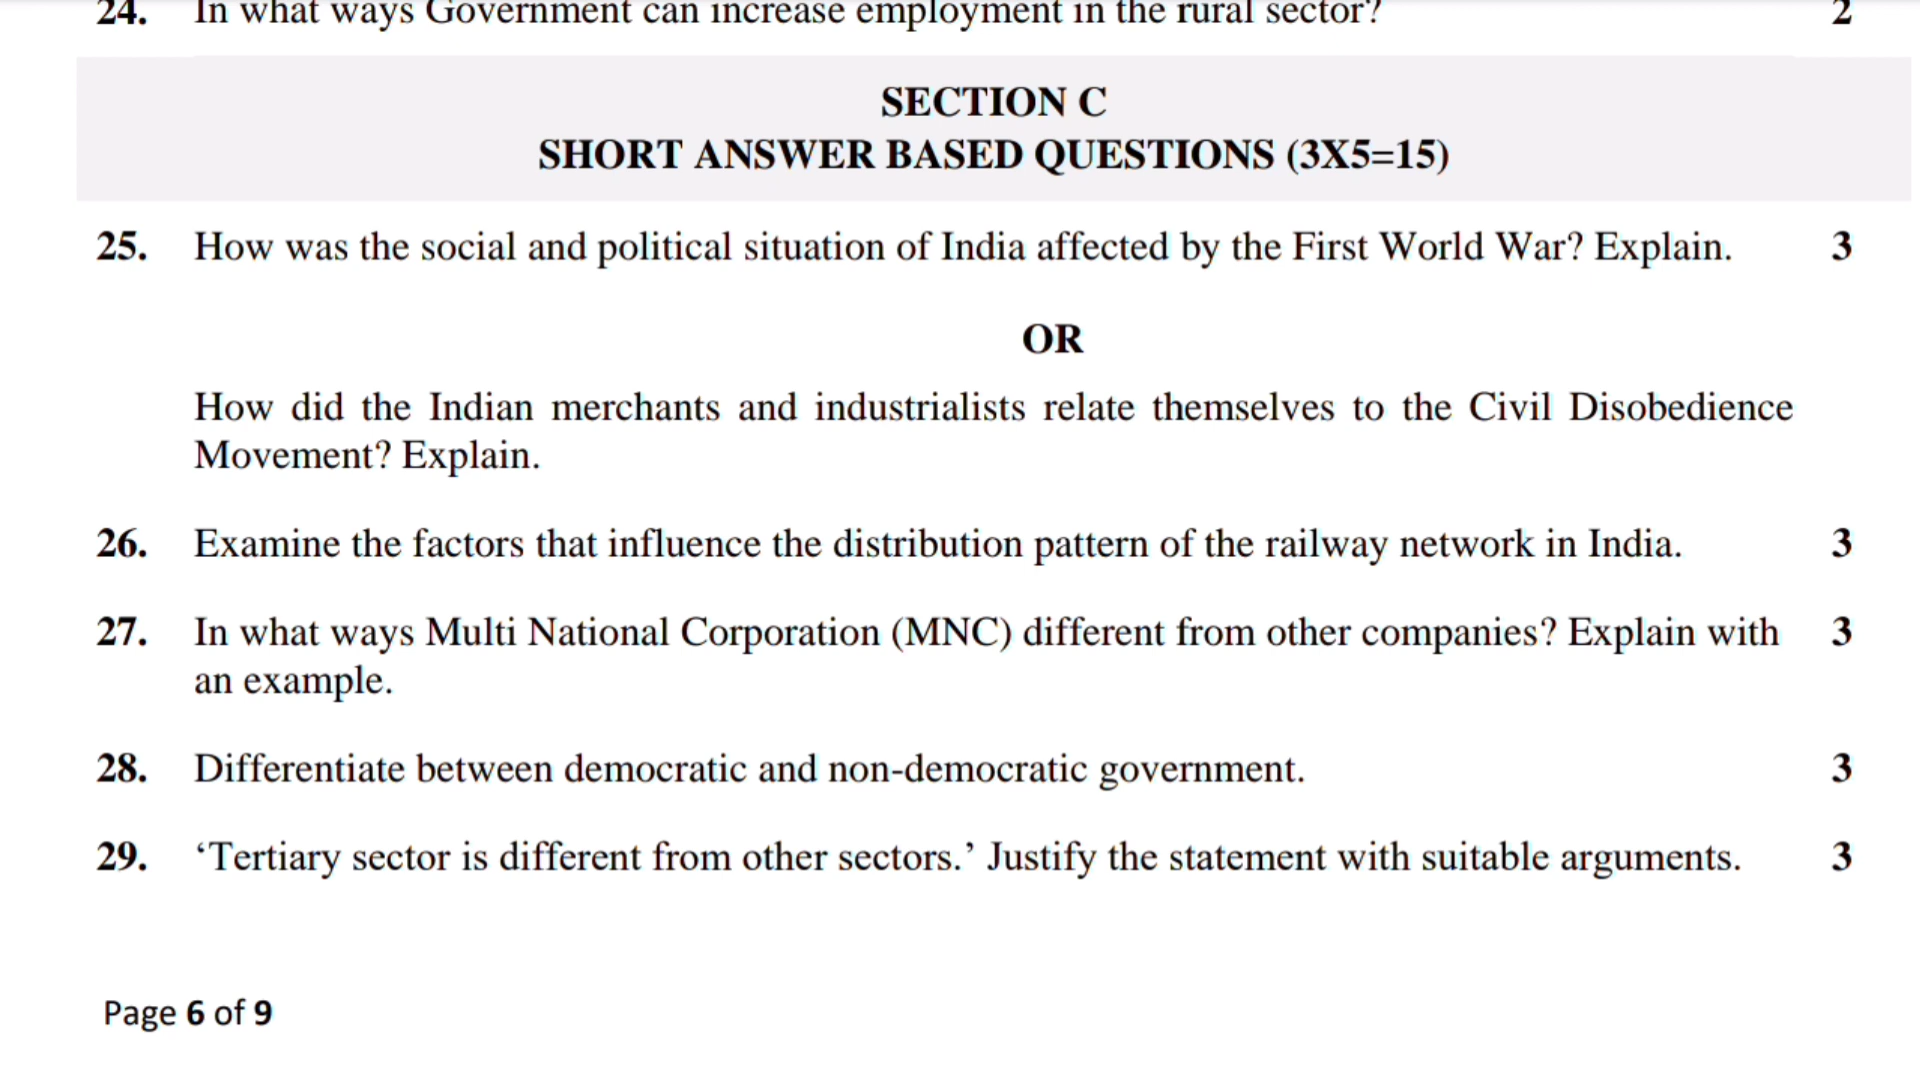 24. In what ways Government can increase employment in the rural sector? 2
SECTION C
SHORT ANSWER BASED QUESTIONS (3X5=15)
25. How was the social and political situation of India affected by the First World War? Explain. 3
OR
How did the Indian merchants and industrialists relate themselves to the Civil Disobedience
Movement? Explain.
26. Examine the factors that influence the distribution pattern of the railway network in India. 3
27. In what ways Multi National Corporation (MNC) different from other companies? Explain with 3
an example.
28. Differentiate between democratic and non-democratic government. 3
29. ‘Tertiary sector is different from other sectors.’ Justify the statement with suitable arguments. 3
Page 6 of 9